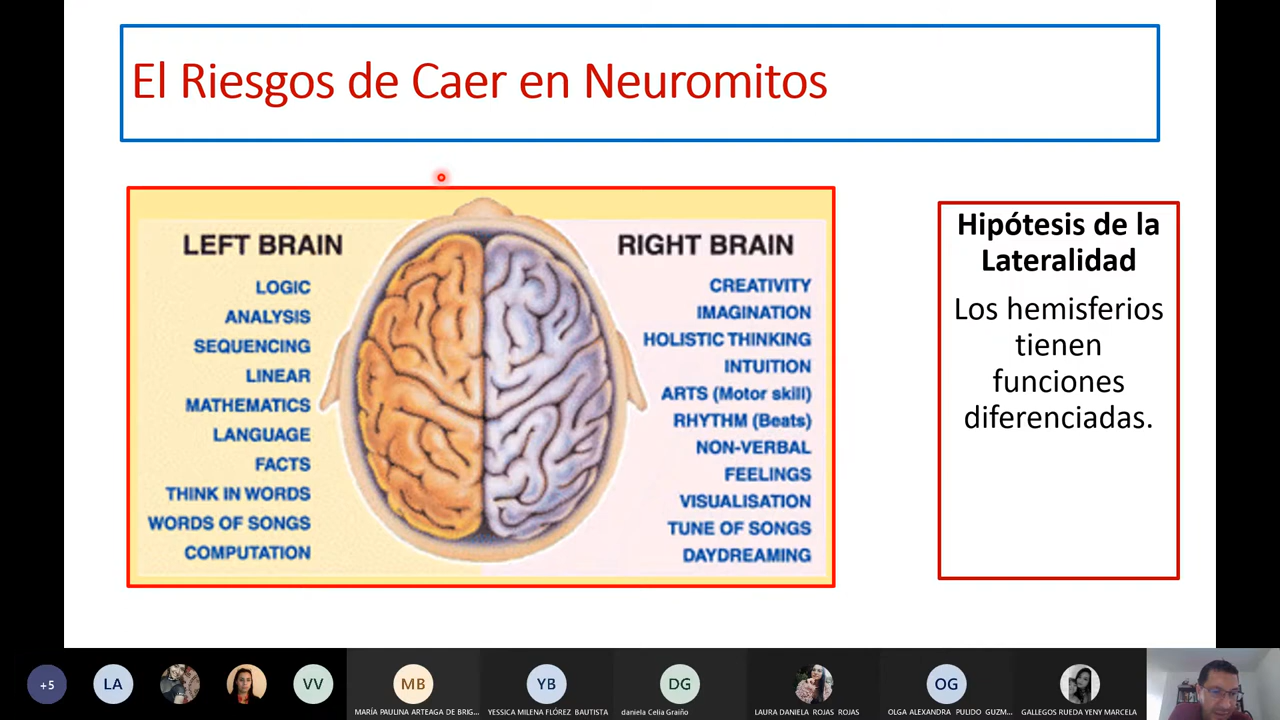 El Riesgos de Caer en Neuromitos
LEFT BRAIN
LOGIC
ANALYSIS
SEQUENCING
LINEAR
MATHEMATICS
LANGUAGE
FACTS
THINK IN WORDS
WORDS OF SONGS
COMPUTATION
RIGHT BRAIN
CREATIVITY
IMAGINATION
HOLISTIC THINKING
INTUITION
ARTS (Motor skill)
RHYTHM (Beats)
NON-VERBAL
FEELINGS
VISUALISATION
TUNE OF SONGS
DAYDREAMING
Hipótesis de la
Lateralidad
Los hemisferios
tienen
funciones
diferenciadas.
+5
LA
VV
MB
MARÍA PAULINA ARTEAGA DE BRIG...
YB
YESSICA MILENA FLÓREZ BAUTISTA
DG
daniela Celia Graiño
LAURA DANIELA ROJAS ROJAS
OG
OLGA ALEXANDRA PULIDO GUZM...
GALLEGOS RUEDA YENY MARCELA